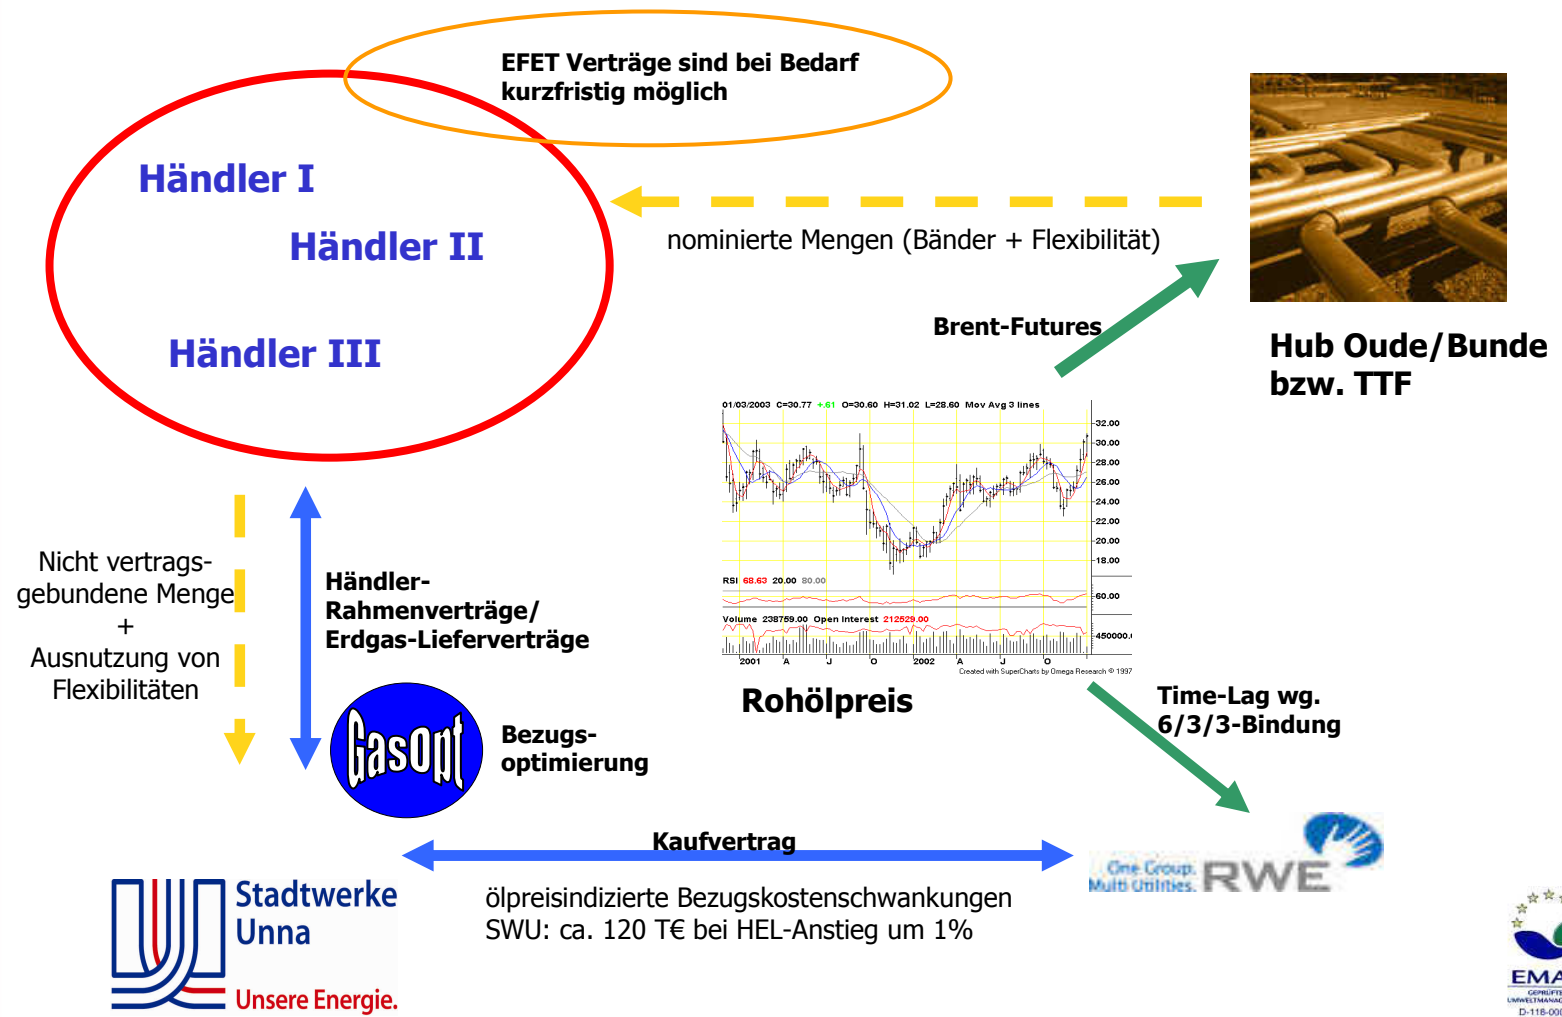 EFET Verträge sind bei Bedarf
kurzfristig möglich
Händler I
Händler II
Händler III
nominierte Mengen (Bänder + Flexibilität)
Brent-Futures
Hub Oude/Bunde
bzw. TTF
01/03/2003 C=30.77 +.61 O=30.60 H=31.02 L=28.60 Mov Avg 3 lines
32.00
30.00
28.00
26.00
24.00
22.00
20.00
18.00
RSI 68.63 20.00 80.00
60.00
Volume 238759.00 Open Interest 212529.00
450000.
2001 A J O 2002 A J O
Created with SuperCharts by Omega Research © 1997
Rohölpreis
Nicht vertrags-
gebundene Menge
+
Ausnutzung von
Flexibilitäten
Händler-
Rahmenverträge/
Erdgas-Lieferverträge
GasOpt
Bezugs-
optimierung
Time-Lag wg.
6/3/3-Bindung
Kaufvertrag
ölpreisindizierte Bezugskostenschwankungen
SWU: ca. 120 T€ bei HEL-Anstieg um 1%
One Group.
Multi Utilities.
RWE
Stadtwerke
Unna
Unsere Energie.
EMA
GEPRÜFTE
UMWELTMANAG
D-118-000